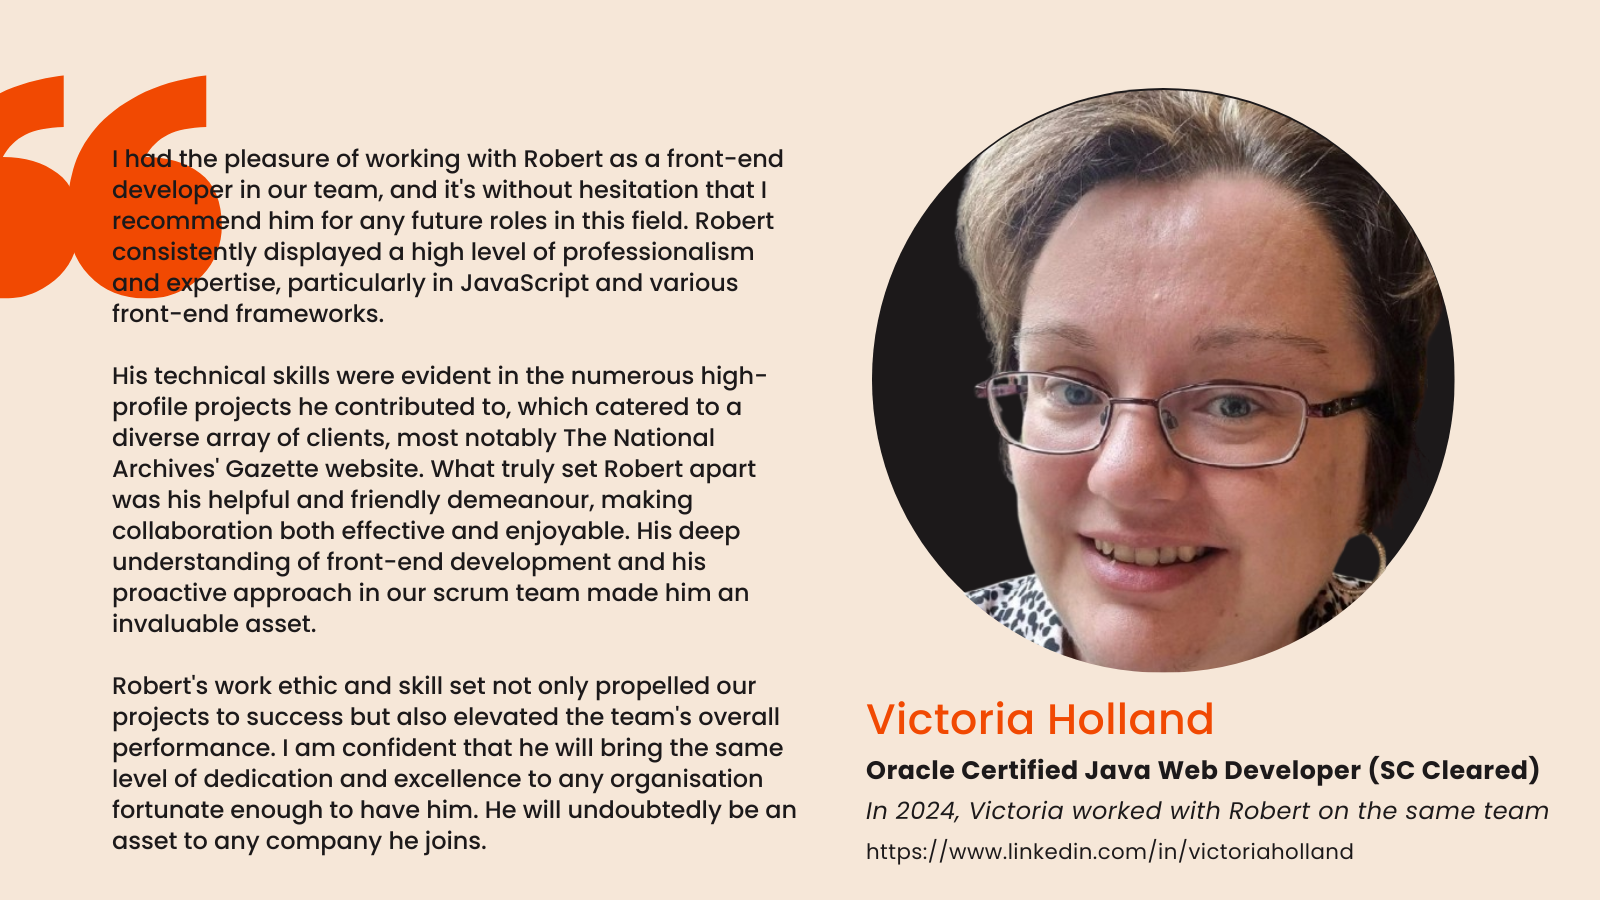 I had the pleasure of working with Robert as a front-end
developer in our team, and it's without hesitation that I
recommend him for any future roles in this field. Robert
consistently displayed a high level of professionalism
and expertise, particularly in JavaScript and various
front-end frameworks.
His technical skills were evident in the numerous high-
profile projects he contributed to, which catered to a
diverse array of clients, most notably The National
Archives' Gazette website. What truly set Robert apart
was his helpful and friendly demeanour, making
collaboration both effective and enjoyable. His deep
understanding of front-end development and his
proactive approach in our scrum team made him an
invaluable asset.
Robert's work ethic and skill set not only propelled our
projects to success but also elevated the team's overall
performance. I am confident that he will bring the same
level of dedication and excellence to any organisation
fortunate enough to have him. He will undoubtedly be an
asset to any company he joins.
Victoria Holland
Oracle Certified Java Web Developer (SC Cleared)
In 2024, Victoria worked with Robert on the same team
https://www.linkedin.com/in/victoriaholland